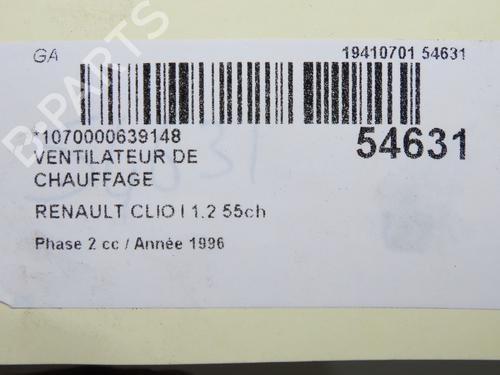 GA
19410701 54631
*1070000639148
54631
VENTILATEUR DE
CHAUFFAGE
RENAULT CLIO I 1.2 55ch
Phase 2 cc / Année 1996
B-PARTS